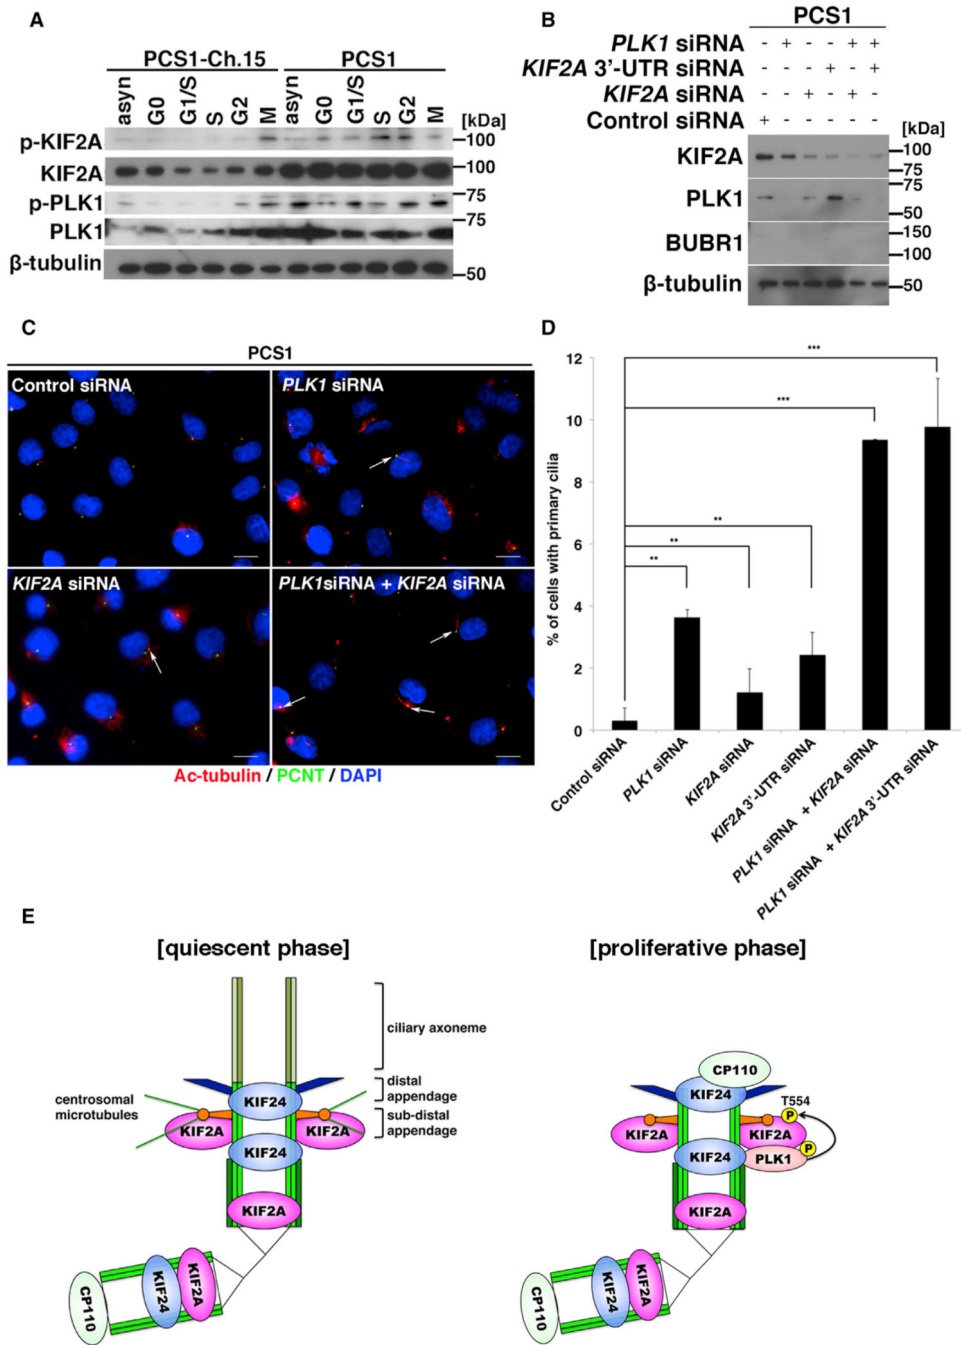 A
PCS1-Ch.15 PCS1
asyn G0 G1/S S G2 M asyn G0 G1/S S G2 M
[kDa]
p-KIF2A 100
KIF2A 100
p-PLK1 75
PLK1 75
β-tubulin 50
B
PCS1
PLK1 siRNA - + - - + +
KIF2A 3'-UTR siRNA - - - + - +
KIF2A siRNA - - + - + -
Control siRNA + - - - - -
[kDa]
KIF2A 100
75
PLK1 75
50
BUBR1 150
100
β-tubulin 50
C
PCS1
Control siRNA
PLK1 siRNA
KIF2A siRNA
PLK1siRNA + KIF2A siRNA
Ac-tubulin / PCNT / DAPI
D
% of cells with primary cilia
12
10
8
6
4
2
0
**
**
**
***
***
Control siRNA
PLK1 siRNA
KIF2A siRNA
KIF2A 3'-UTR siRNA
PLK1 siRNA + KIF2A siRNA
PLK1 siRNA + KIF2A 3'-UTR siRNA
E
[quiescent phase]
ciliary axoneme
distal
appendage
sub-distal
appendage
centrosomal
microtubules
KIF24
KIF2A
KIF2A
KIF24
KIF2A
CP110
KIF24
KIF2A
[proliferative phase]
CP110
KIF24
T554
P
KIF2A
KIF2A
P
KIF24
PLK1
KIF2A
CP110
KIF24
KIF2A